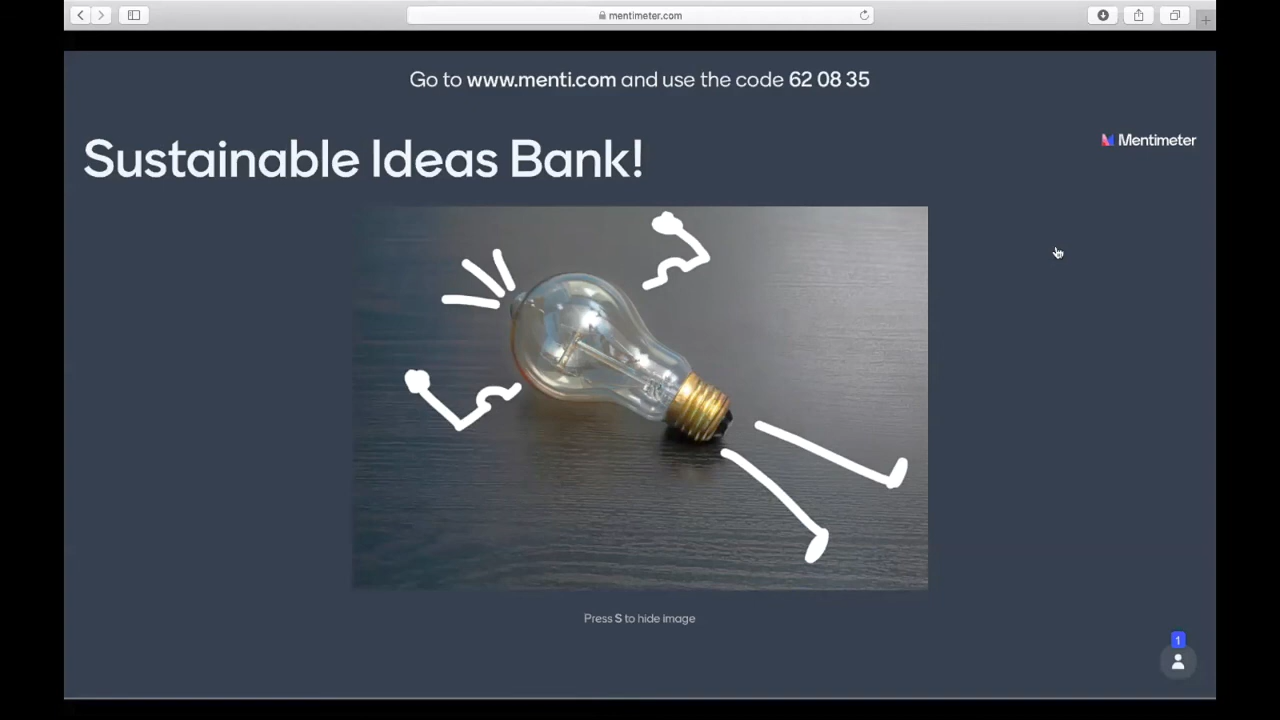 mentimeter.com
Go to www.menti.com and use the code 62 08 35
Mentimeter
Sustainable Ideas Bank!
Press S to hide image
1